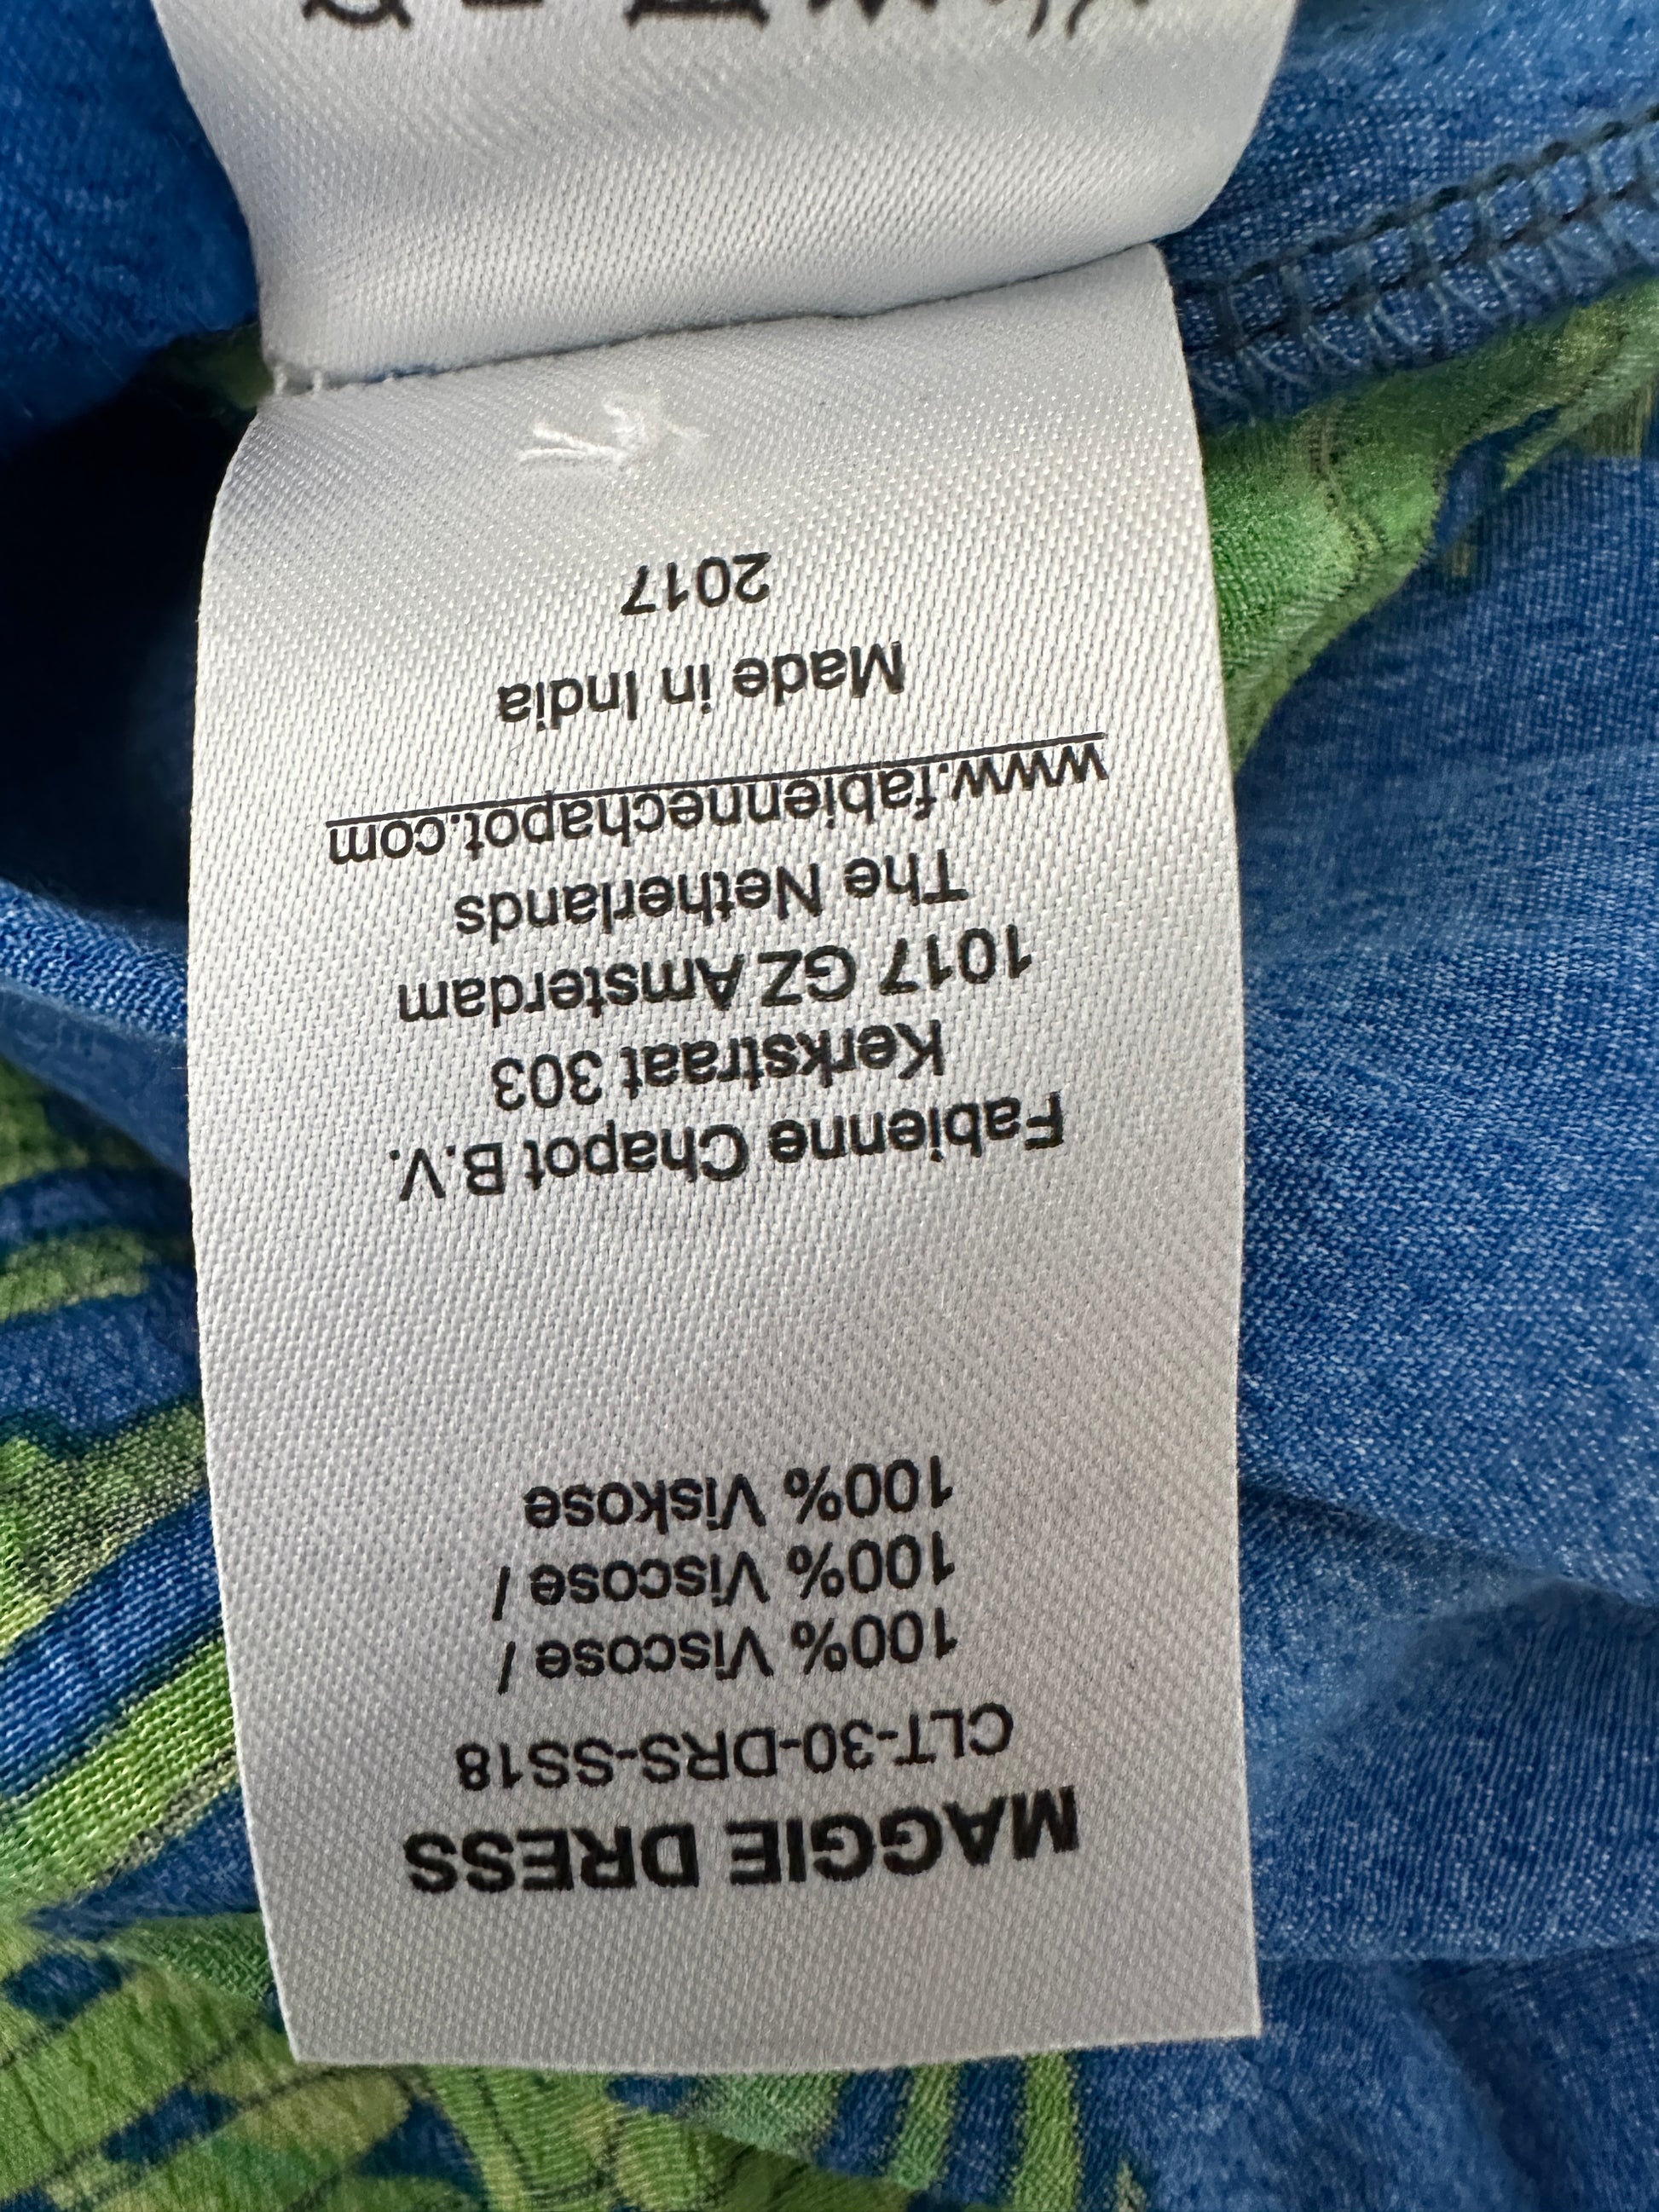 MAGGIE DRESS
CLT-30-DRS-SS18
100% Viscose /
100% Viscose /
100% Viskose
Fabienne Chapot B.V.
Kerkstraat 303
1017 GZ Amsterdam
The Netherlands
www.fabiennechapot.com
Made in India
2017